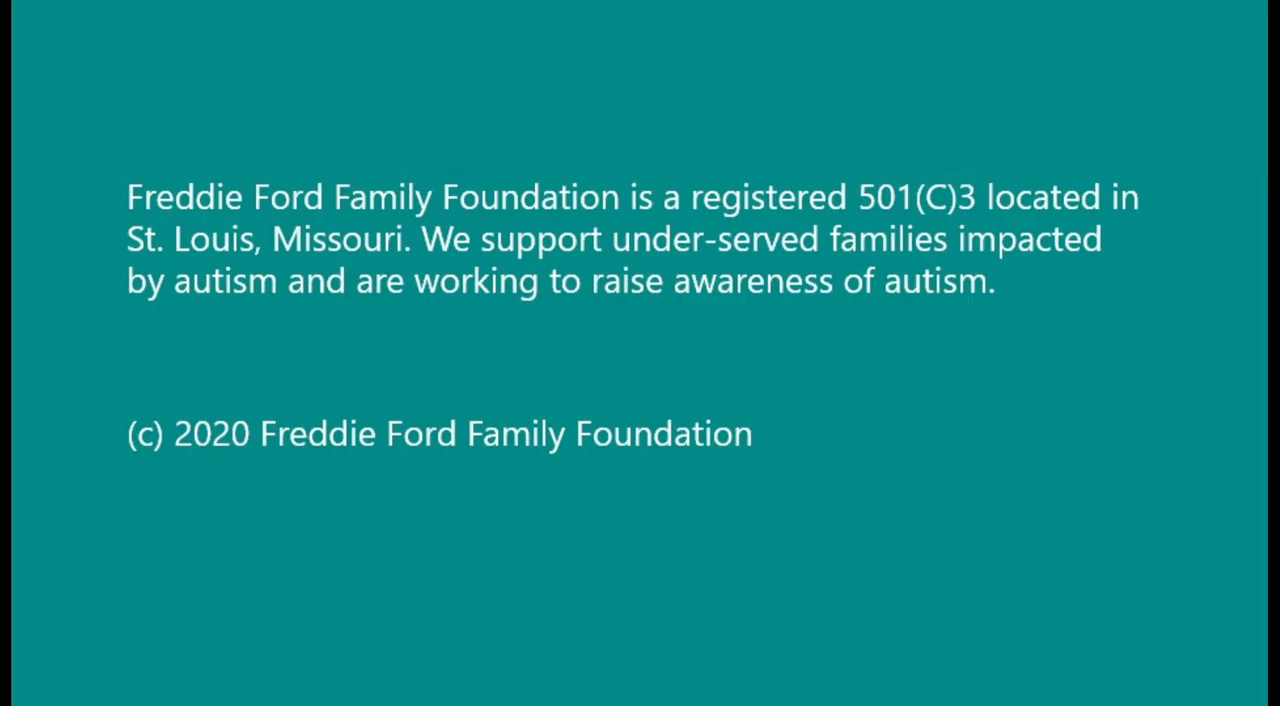 Freddie Ford Family Foundation is a registered 501(C)3 located in
St. Louis, Missouri. We support under-served families impacted
by autism and are working to raise awareness of autism.
(c) 2020 Freddie Ford Family Foundation